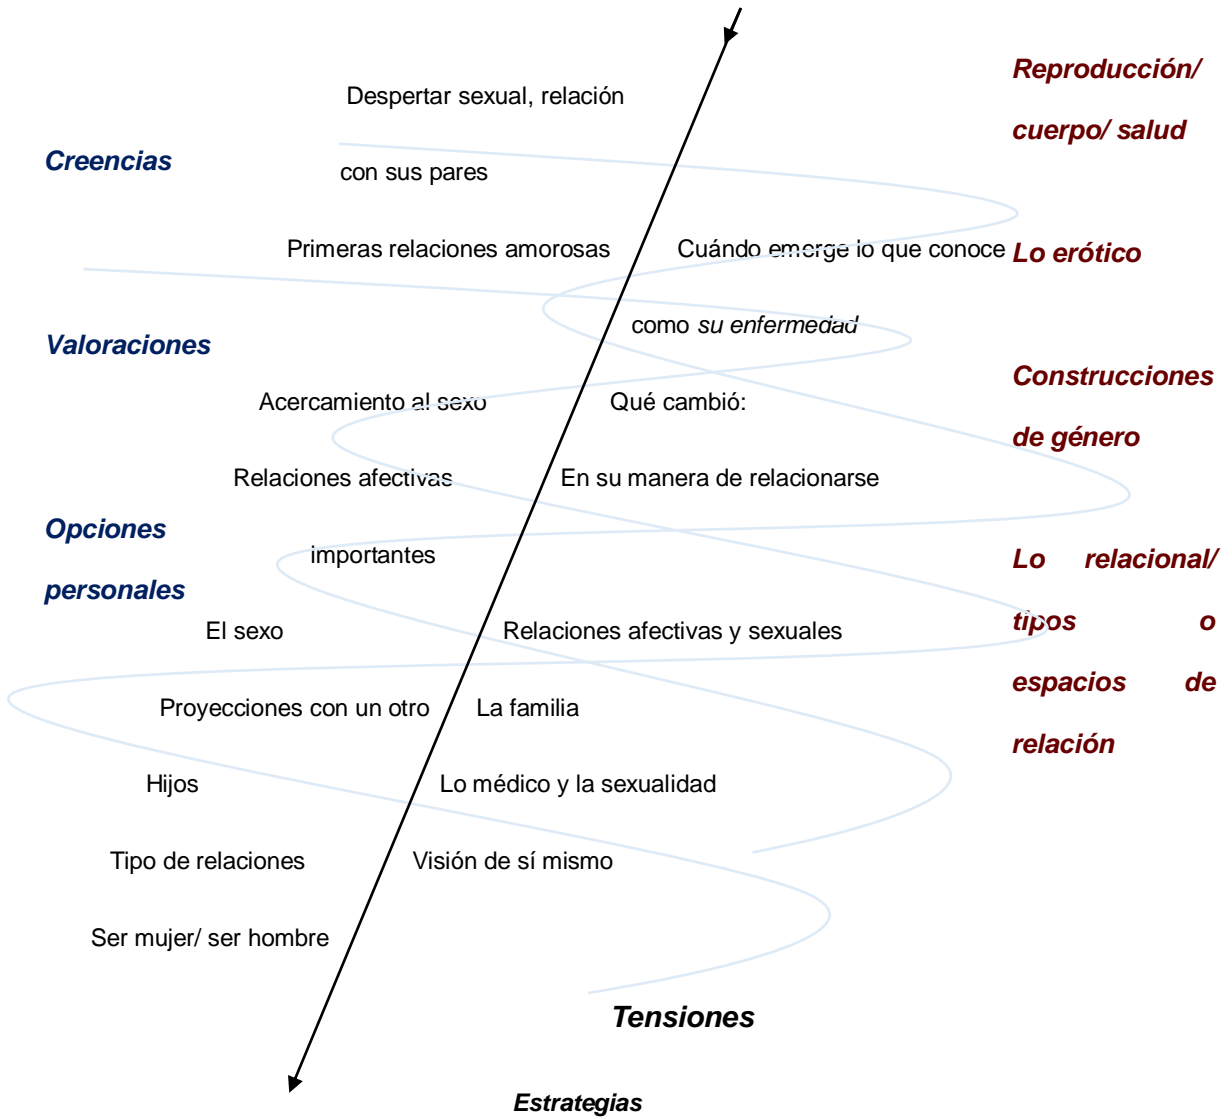 Reproducción/
Despertar sexual, relación
cuerpo/ salud
Creencias
con sus pares
Primeras relaciones amorosas
Cuándo emerge lo que conoce
Lo erótico
como su enfermedad
Valoraciones
Construcciones
Acercamiento al sexo
Qué cambió:
de género
Relaciones afectivas
En su manera de relacionarse
Opciones
importantes
Lo relacional/
personales
El sexo
Relaciones afectivas y sexuales
tipos o
espacios de
Proyecciones con un otro
La familia
relación
Hijos
Lo médico y la sexualidad
Tipo de relaciones
Visión de sí mismo
Ser mujer/ ser hombre
Tensiones
Estrategias